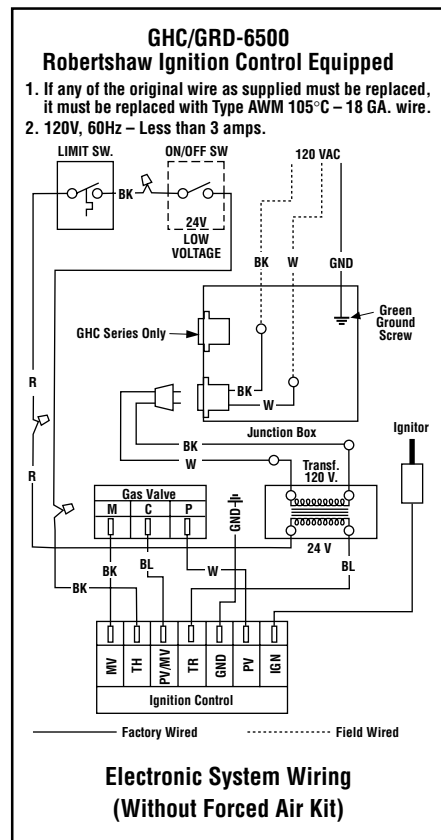 GHC/GRD-6500
Robertshaw Ignition Control Equipped
1. If any of the original wire as supplied must be replaced,
it must be replaced with Type AWM 105°C – 18 GA. wire.
2. 120V, 60Hz – Less than 3 amps.
LIMIT SW.
ON/OFF SW
120 VAC
BK
24V
LOW
VOLTAGE
BK
W
GND
GHC Series Only
Green
Ground
Screw
R
BK
W
Junction Box
Ignitor
BK
W
Transf.
120 V.
R
Gas Valve
M
C
P
GND
24 V
BK
BL
W
BL
BK
MV
TH
PV/MV
TR
GND
PV
IGN
Ignition Control
Factory Wired
Field Wired
Electronic System Wiring
(Without Forced Air Kit)